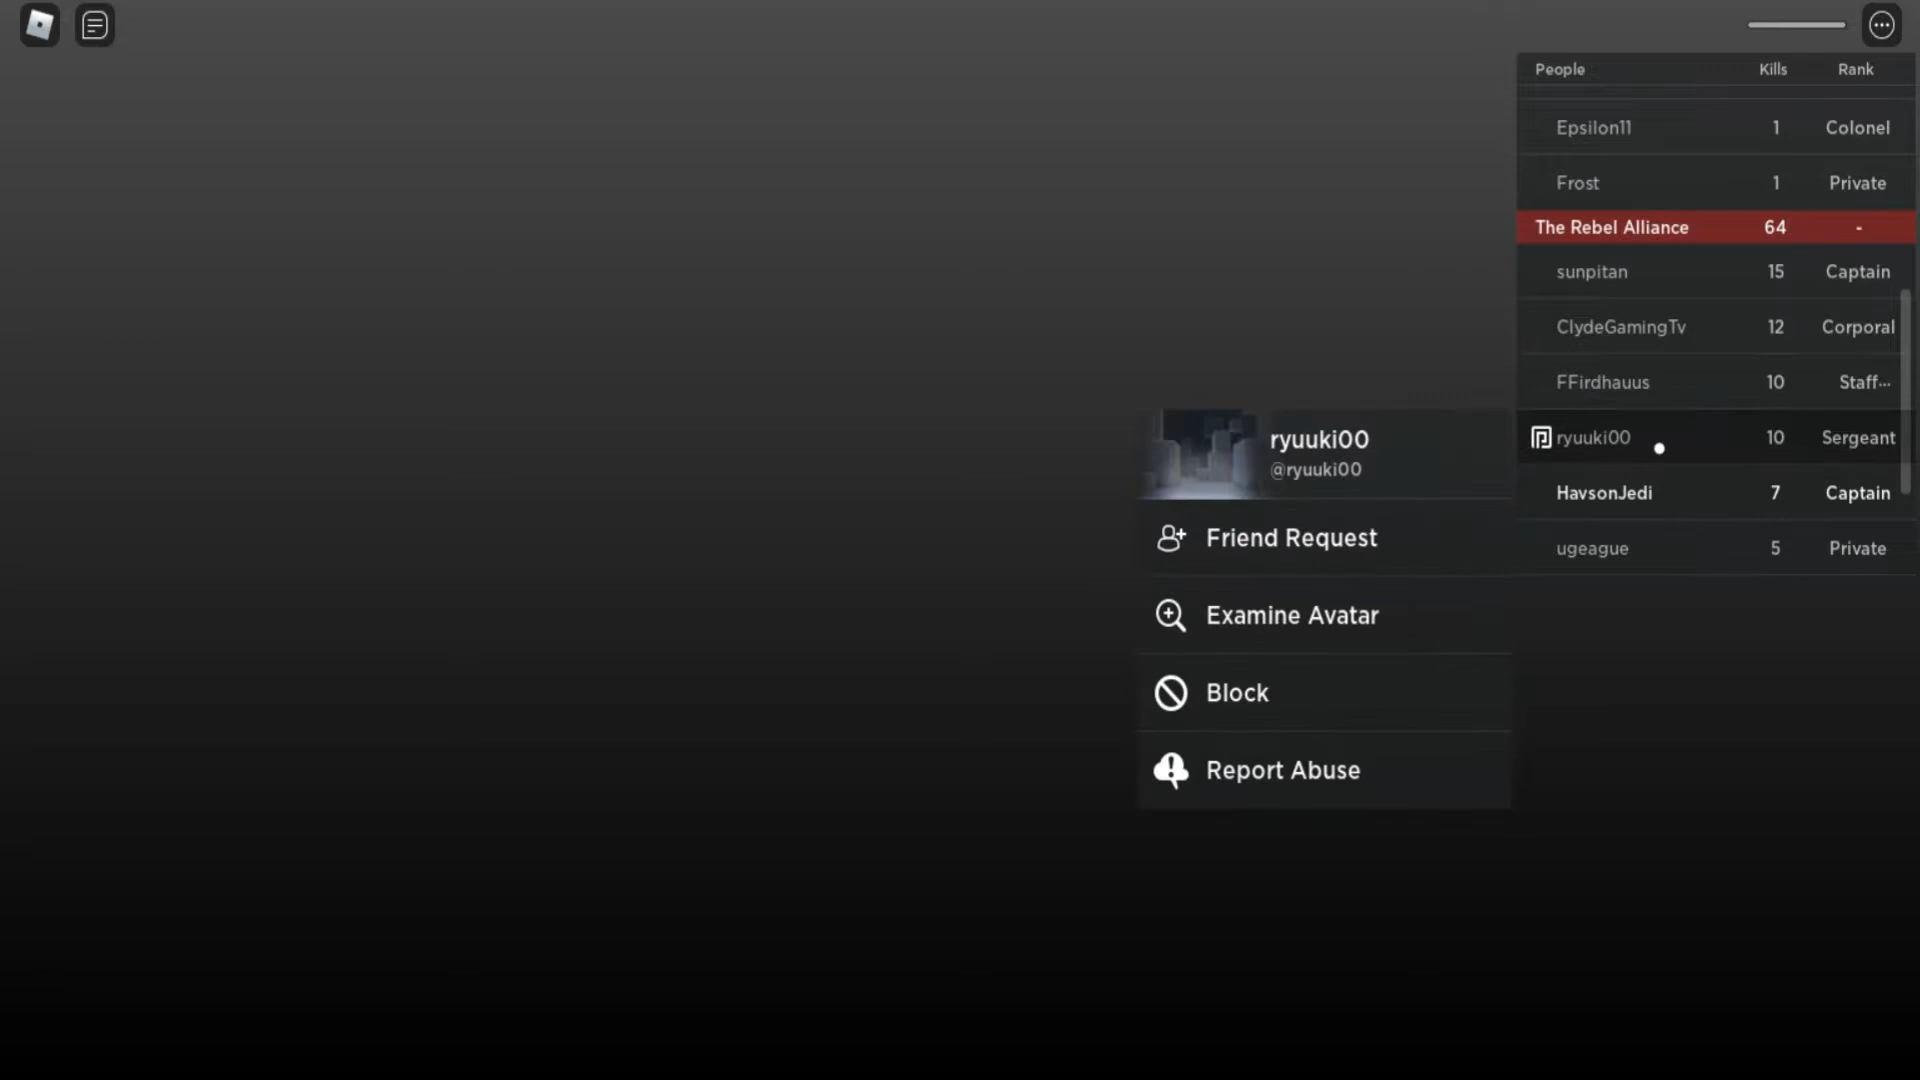 People Kills Rank
Epsilon11 1 Colonel
Frost 1 Private
The Rebel Alliance 64 -
sunpitan 15 Captain
ClydeGamingTv 12 Corporal
FFirdhauus 10 Staff...
ryuuki00 10 Sergeant
HavsonJedi 7 Captain
ugeague 5 Private
ryuuki00
@ryuuki00
Friend Request
Examine Avatar
Block
Report Abuse